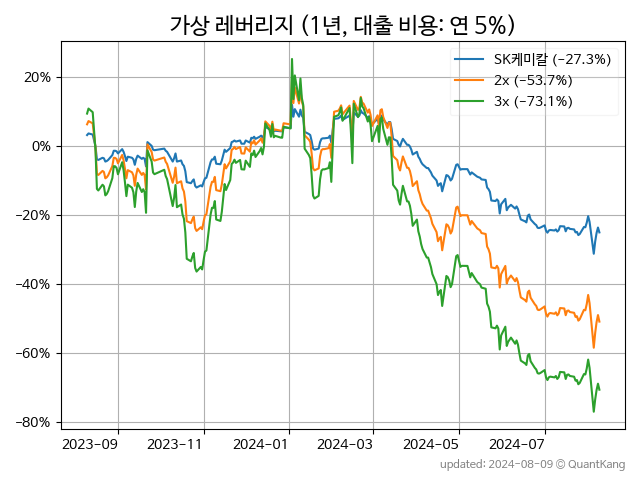 가상 레버리지 (1년, 대출 비용: 연 5%)
SK케미칼 (−27.3%)
2x (−53.7%)
3x (−73.1%)
20%
0%
−20%
−40%
−60%
−80%
2023-09 2023-11 2024-01 2024-03 2024-05 2024-07
updated: 2024-08-09 © QuantKang